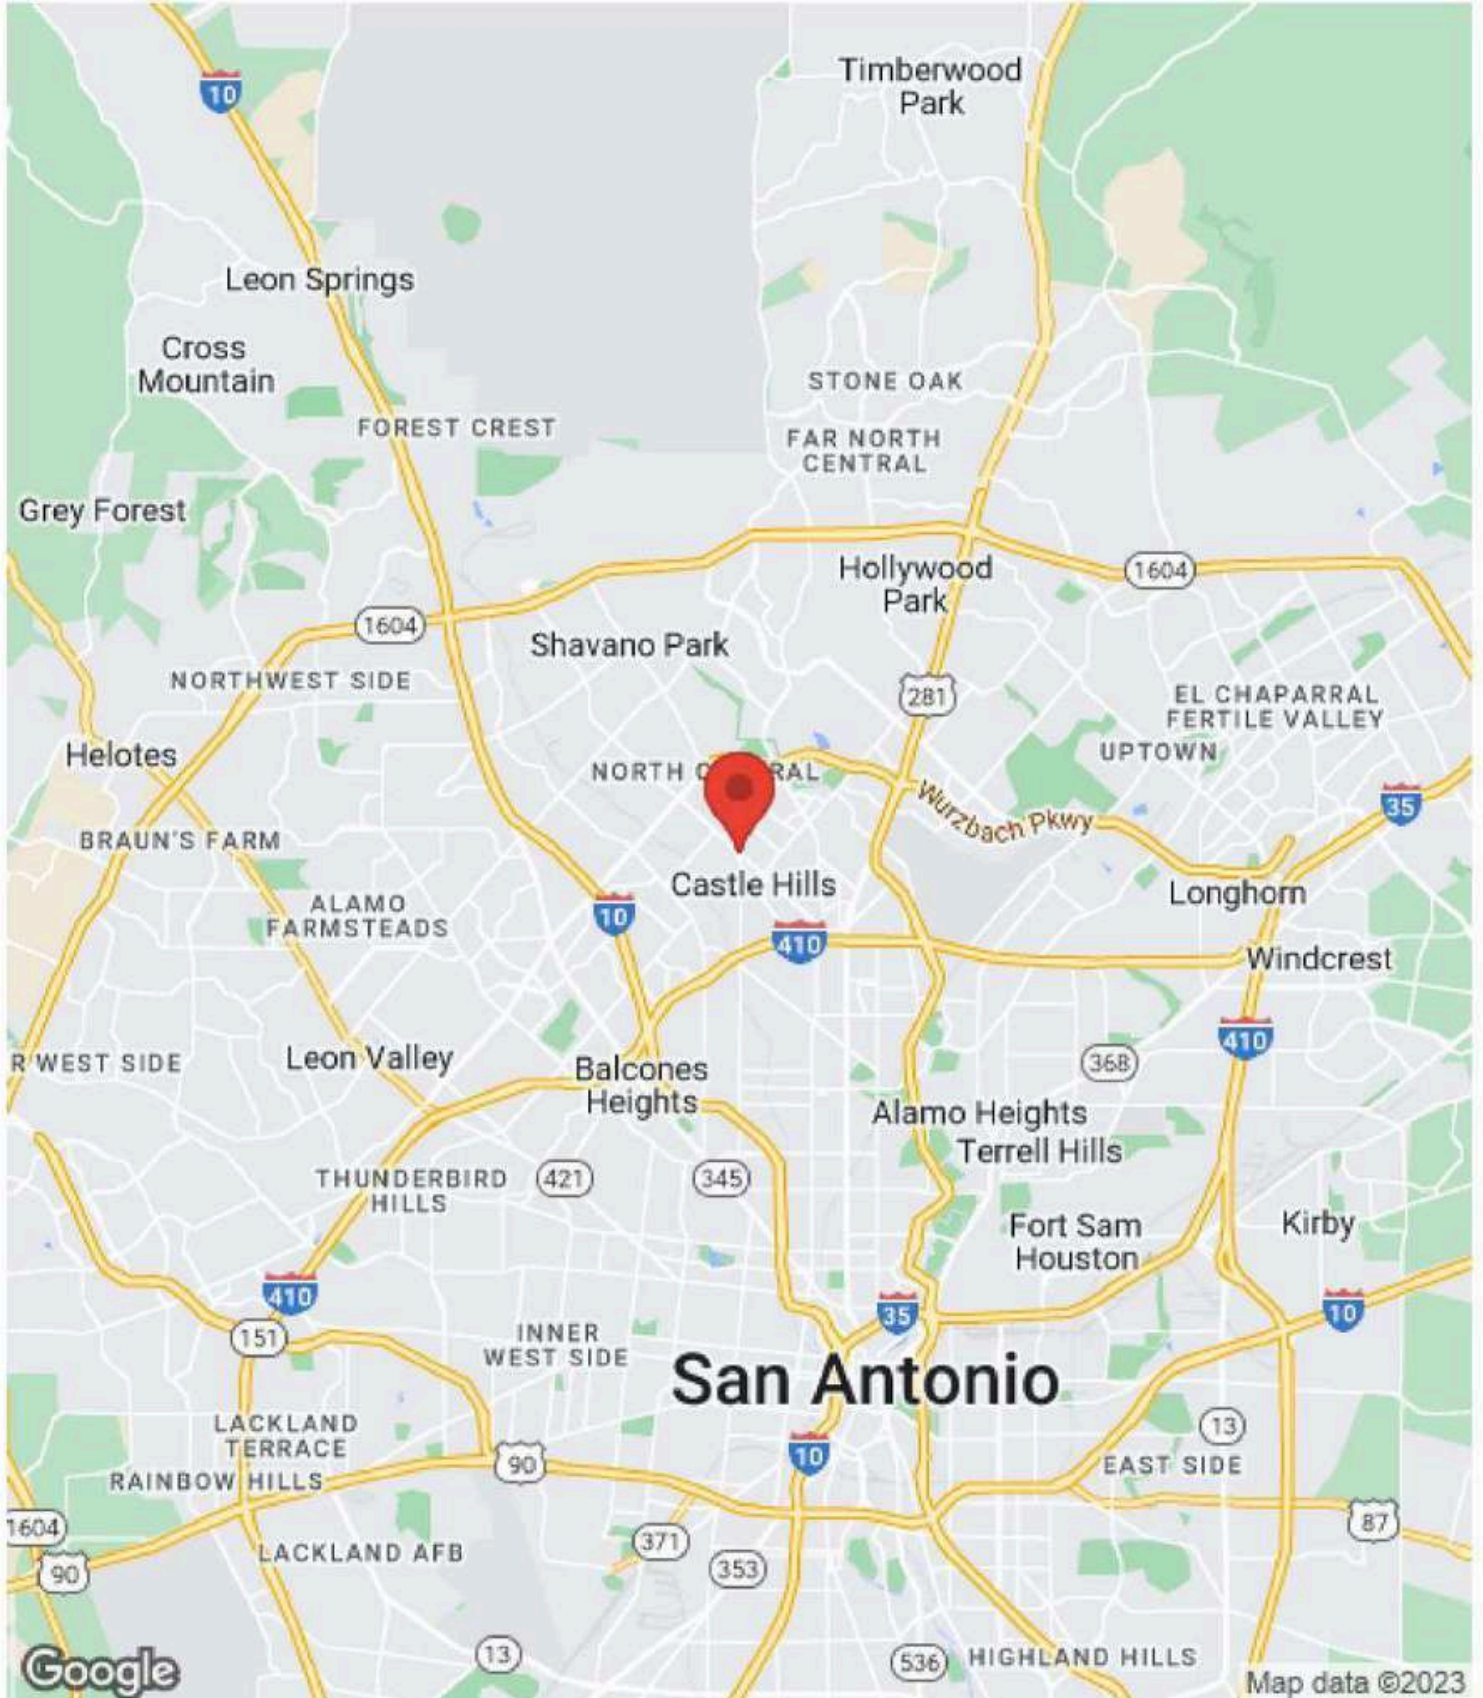 Timberwood
Park
10
Leon Springs
Cross
Mountain
STONE OAK
FOREST CREST
FAR NORTH
CENTRAL
Grey Forest
Hollywood
Park
1604
1604
Shavano Park
NORTHWEST SIDE
281
EL CHAPARRAL
FERTILE VALLEY
UPTOWN
Helotes
NORTH C RAL
Wurzbach Pkwy
35
BRAUN'S FARM
Castle Hills
Longhorn
ALAMO
FARMSTEADS
10
410
Windcrest
410
R WEST SIDE
Leon Valley
Balcones
Heights
368
Alamo Heights
Terrell Hills
THUNDERBIRD
HILLS
421
345
Fort Sam
Houston
Kirby
410
35
10
151
INNER
WEST SIDE
San Antonio
LACKLAND
TERRACE
13
10
90
EAST SIDE
RAINBOW HILLS
1604
87
371
LACKLAND AFB
353
90
13
536
HIGHLAND HILLS
Google
Map data ©2023